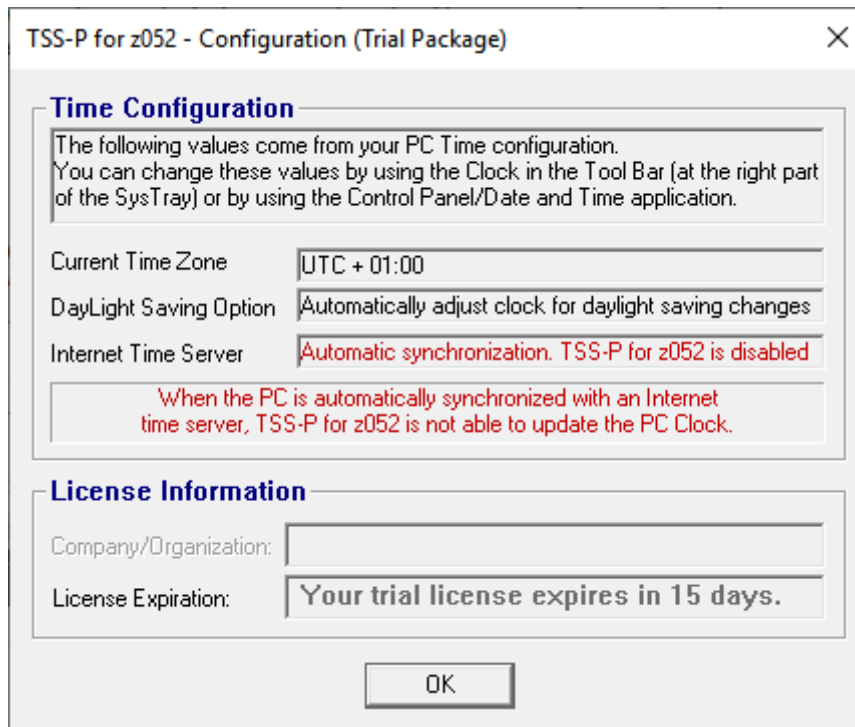 TSS-P for z052 - Configuration (Trial Package)
Time Configuration
The following values come from your PC Time configuration.
You can change these values by using the Clock in the Tool Bar (at the right part
of the SysTray) or by using the Control Panel/Date and Time application.
Current Time Zone
UTC + 01:00
DayLight Saving Option
Automatically adjust clock for daylight saving changes
Internet Time Server
Automatic synchronization. TSS-P for z052 is disabled
When the PC is automatically synchronized with an Internet
time server, TSS-P for z052 is not able to update the PC Clock.
License Information
Company/Organization:
License Expiration:
Your trial license expires in 15 days.
OK